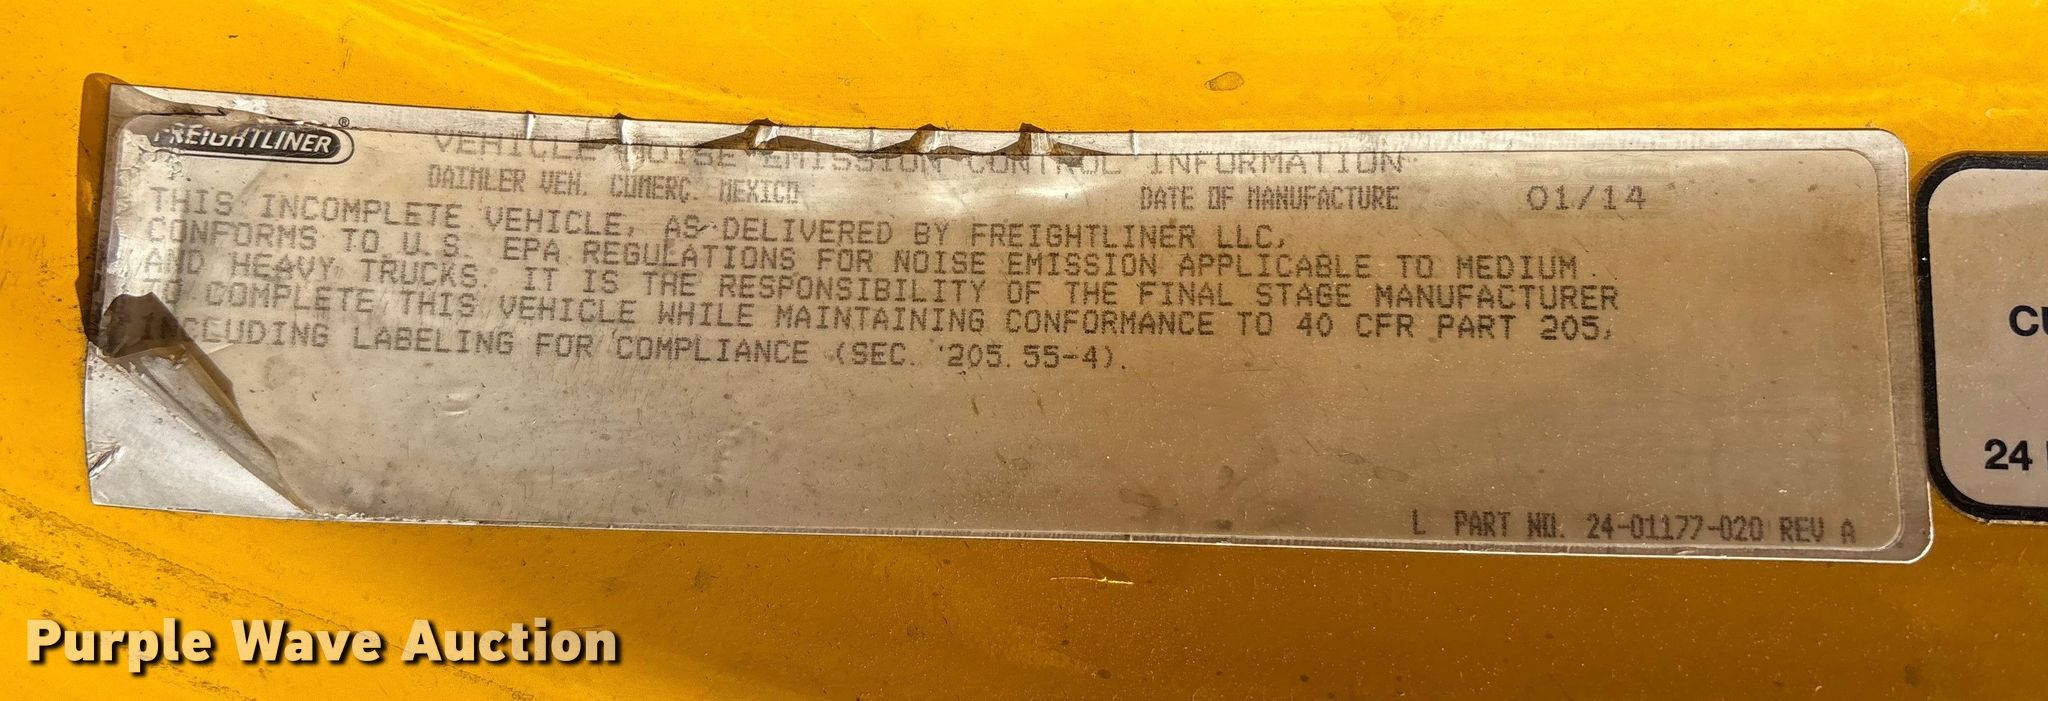 FREIGHTLINER®
VEHICLE NOISE EMISSION CONTROL INFORMATION
DAIMLER VEH. COMERC. MEXICO DATE OF MANUFACTURE 01/14
THIS INCOMPLETE VEHICLE, AS DELIVERED BY FREIGHTLINER LLC,
CONFORMS TO U.S. EPA REGULATIONS FOR NOISE EMISSION APPLICABLE TO MEDIUM
AND HEAVY TRUCKS. IT IS THE RESPONSIBILITY OF THE FINAL STAGE MANUFACTURER
TO COMPLETE THIS VEHICLE WHILE MAINTAINING CONFORMANCE TO 40 CFR PART 205,
INCLUDING LABELING FOR COMPLIANCE (SEC. 205.55-4).
L PART NO. 24-01177-020 REV A
CU
24
Purple Wave Auction